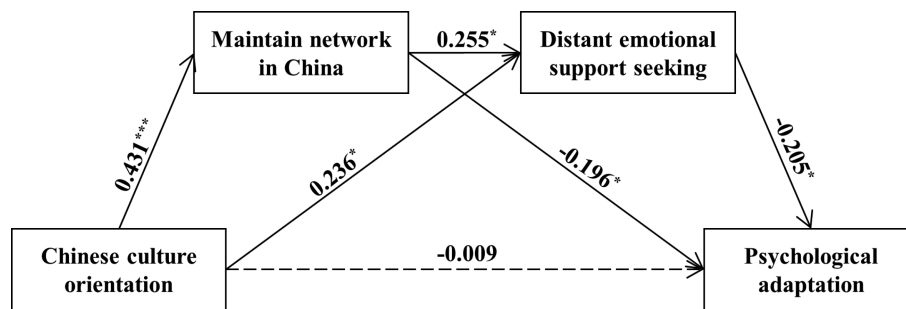 Maintain network
in China
0.255*
Distant emotional
support seeking
0.431***
0.236*
-0.196*
-0.205*
Chinese culture
orientation
-0.009
Psychological
adaptation